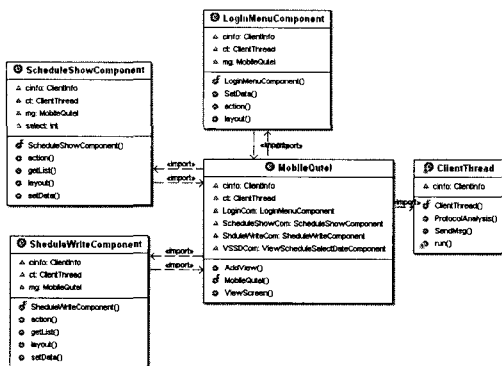 LogInMenuComponent
cinfo: ClientInfo
ct: ClientThread
mg: MobileQutel
LoginMenuComponent()
SetData()
action()
layout()
ScheduleShowComponent
cinfo: ClientInfo
ct: ClientThread
mg: MobileQutel
select: int
ScheduleShowComponent()
action()
getList()
layout()
setData()
«import»
«import»
«import»
MobileQutel
cinfo: ClientInfo
ct: ClientThread
LoginCom: LoginMenuComponent
ScheduleShowCom: ScheduleShowComponent
SheduleWriteCom: SheduleWriteComponent
VSSDCom: ViewScheduleSelectDateComponent
AddView()
MobileQutel()
ViewScreen()
«import»
ClientThread
cinfo: ClientInfo
ClientThread()
ProtocolAnalysis()
SendMsg()
run()
SheduleWriteComponent
cinfo: ClientInfo
ct: ClientThread
mg: MobileQutel
SheduleWriteComponent()
action()
getList()
layout()
setData()
«import»
«import»